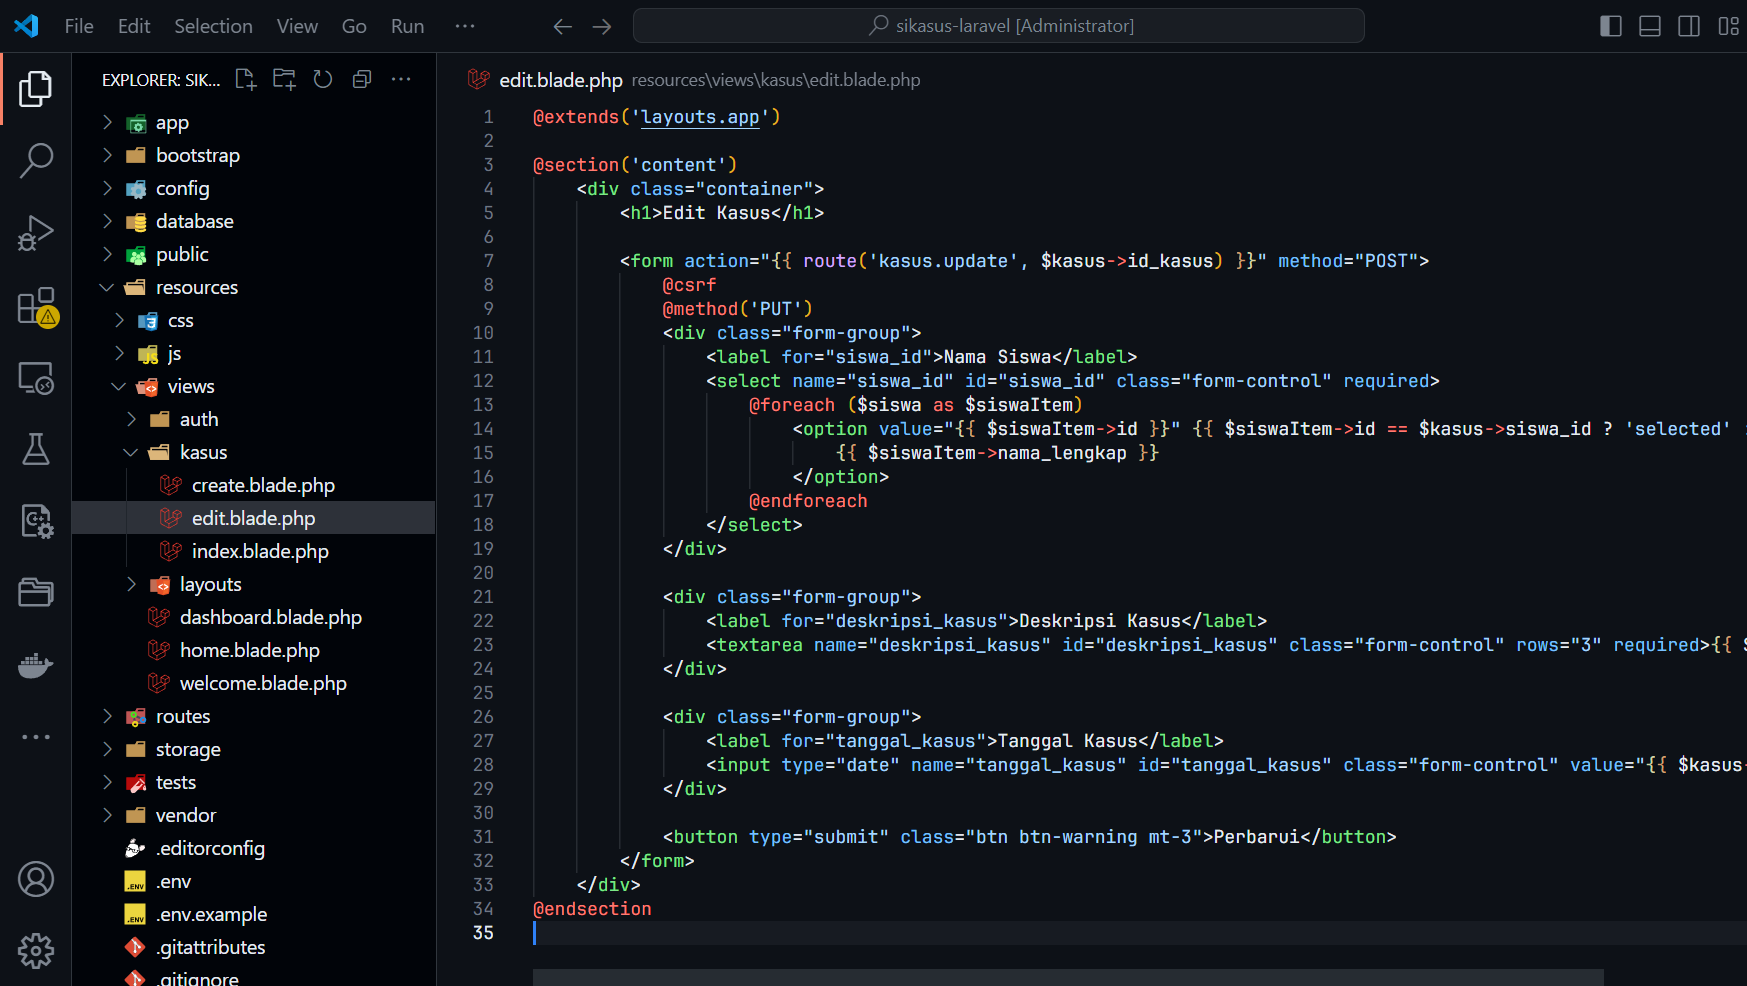 File Edit Selection View Go Run ···
sikasus-laravel [Administrator]
EXPLORER: SIK...
app
bootstrap
config
database
public
resources
css
js
views
auth
kasus
create.blade.php
edit.blade.php
index.blade.php
layouts
dashboard.blade.php
home.blade.php
welcome.blade.php
routes
storage
tests
vendor
.editorconfig
.env
.env.example
.gitattributes
.gitignore
edit.blade.php resources\views\kasus\edit.blade.php
1 @extends('layouts.app')
2
3 @section('content')
4 <div class="container">
5 <h1>Edit Kasus</h1>
6
7 <form action="{{ route('kasus.update', $kasus->id_kasus) }}" method="POST">
8 @csrf
9 @method('PUT')
10 <div class="form-group">
11 <label for="siswa_id">Nama Siswa</label>
12 <select name="siswa_id" id="siswa_id" class="form-control" required>
13 @foreach ($siswa as $siswaItem)
14 <option value="{{ $siswaItem->id }}" {{ $siswaItem->id == $kasus->siswa_id ? 'selected' :
15 {{ $siswaItem->nama_lengkap }}
16 </option>
17 @endforeach
18 </select>
19 </div>
20
21 <div class="form-group">
22 <label for="deskripsi_kasus">Deskripsi Kasus</label>
23 <textarea name="deskripsi_kasus" id="deskripsi_kasus" class="form-control" rows="3" required>{{ $
24 </div>
25
26 <div class="form-group">
27 <label for="tanggal_kasus">Tanggal Kasus</label>
28 <input type="date" name="tanggal_kasus" id="tanggal_kasus" class="form-control" value="{{ $kasus-
29 </div>
30
31 <button type="submit" class="btn btn-warning mt-3">Perbarui</button>
32 </form>
33 </div>
34 @endsection
35